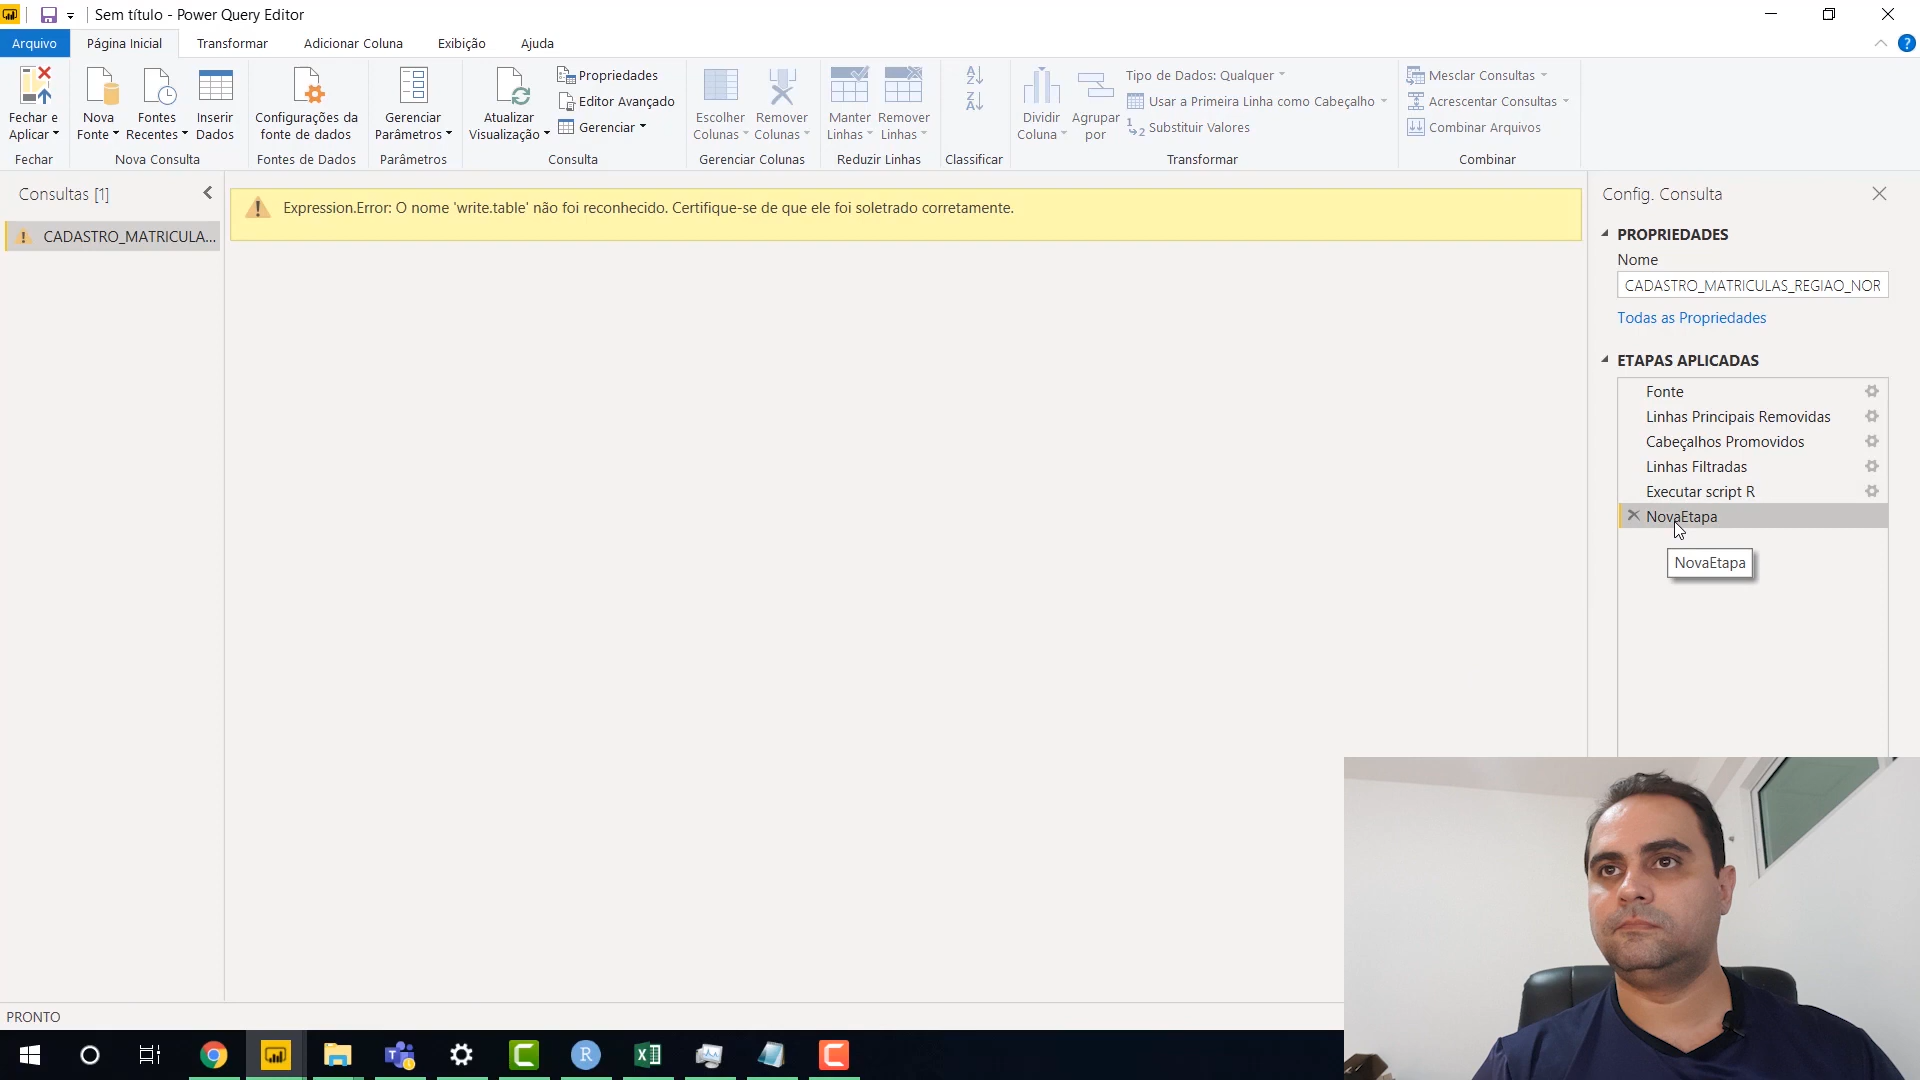 Sem título - Power Query Editor
Arquivo
Página Inicial
Transformar
Adicionar Coluna
Exibição
Ajuda
?
Fechar e
Aplicar
Fechar
Nova
Fonte
Fontes
Recentes
Inserir
Dados
Nova Consulta
Configurações da
fonte de dados
Fontes de Dados
Gerenciar
Parâmetros
Parâmetros
Atualizar
Visualização
Propriedades
Editor Avançado
Gerenciar
Consulta
Escolher
Colunas
Remover
Colunas
Gerenciar Colunas
Manter
Linhas
Remover
Linhas
Reduzir Linhas
Classificar
Dividir
Coluna
Agrupar
por
Tipo de Dados: Qualquer
Usar a Primeira Linha como Cabeçalho
Substituir Valores
Transformar
Mesclar Consultas
Acrescentar Consultas
Combinar Arquivos
Combinar
Consultas [1]
CADASTRO_MATRICULA...
Expression.Error: O nome 'write.table' não foi reconhecido. Certifique-se de que ele foi soletrado corretamente.
Config. Consulta
PROPRIEDADES
Nome
CADASTRO_MATRICULAS_REGIAO_NOR
Todas as Propriedades
ETAPAS APLICADAS
Fonte
Linhas Principais Removidas
Cabeçalhos Promovidos
Linhas Filtradas
Executar script R
NovaEtapa
NovaEtapa
PRONTO